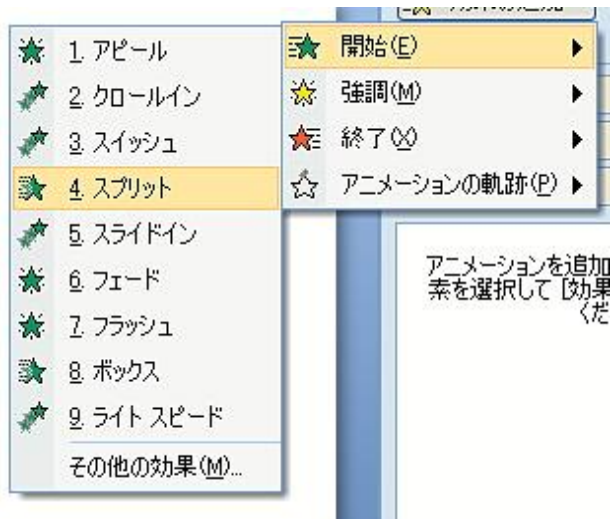 1. アピール
2. クロールイン
3. スイッシュ
4. スプリット
5. スライドイン
6. フェード
7. フラッシュ
8. ボックス
9. ライト スピード
その他の効果(M)...
開始(E)
強調(M)
終了(X)
アニメーションの軌跡(P)
アニメーションを追加
素を選択して [効果
くだ